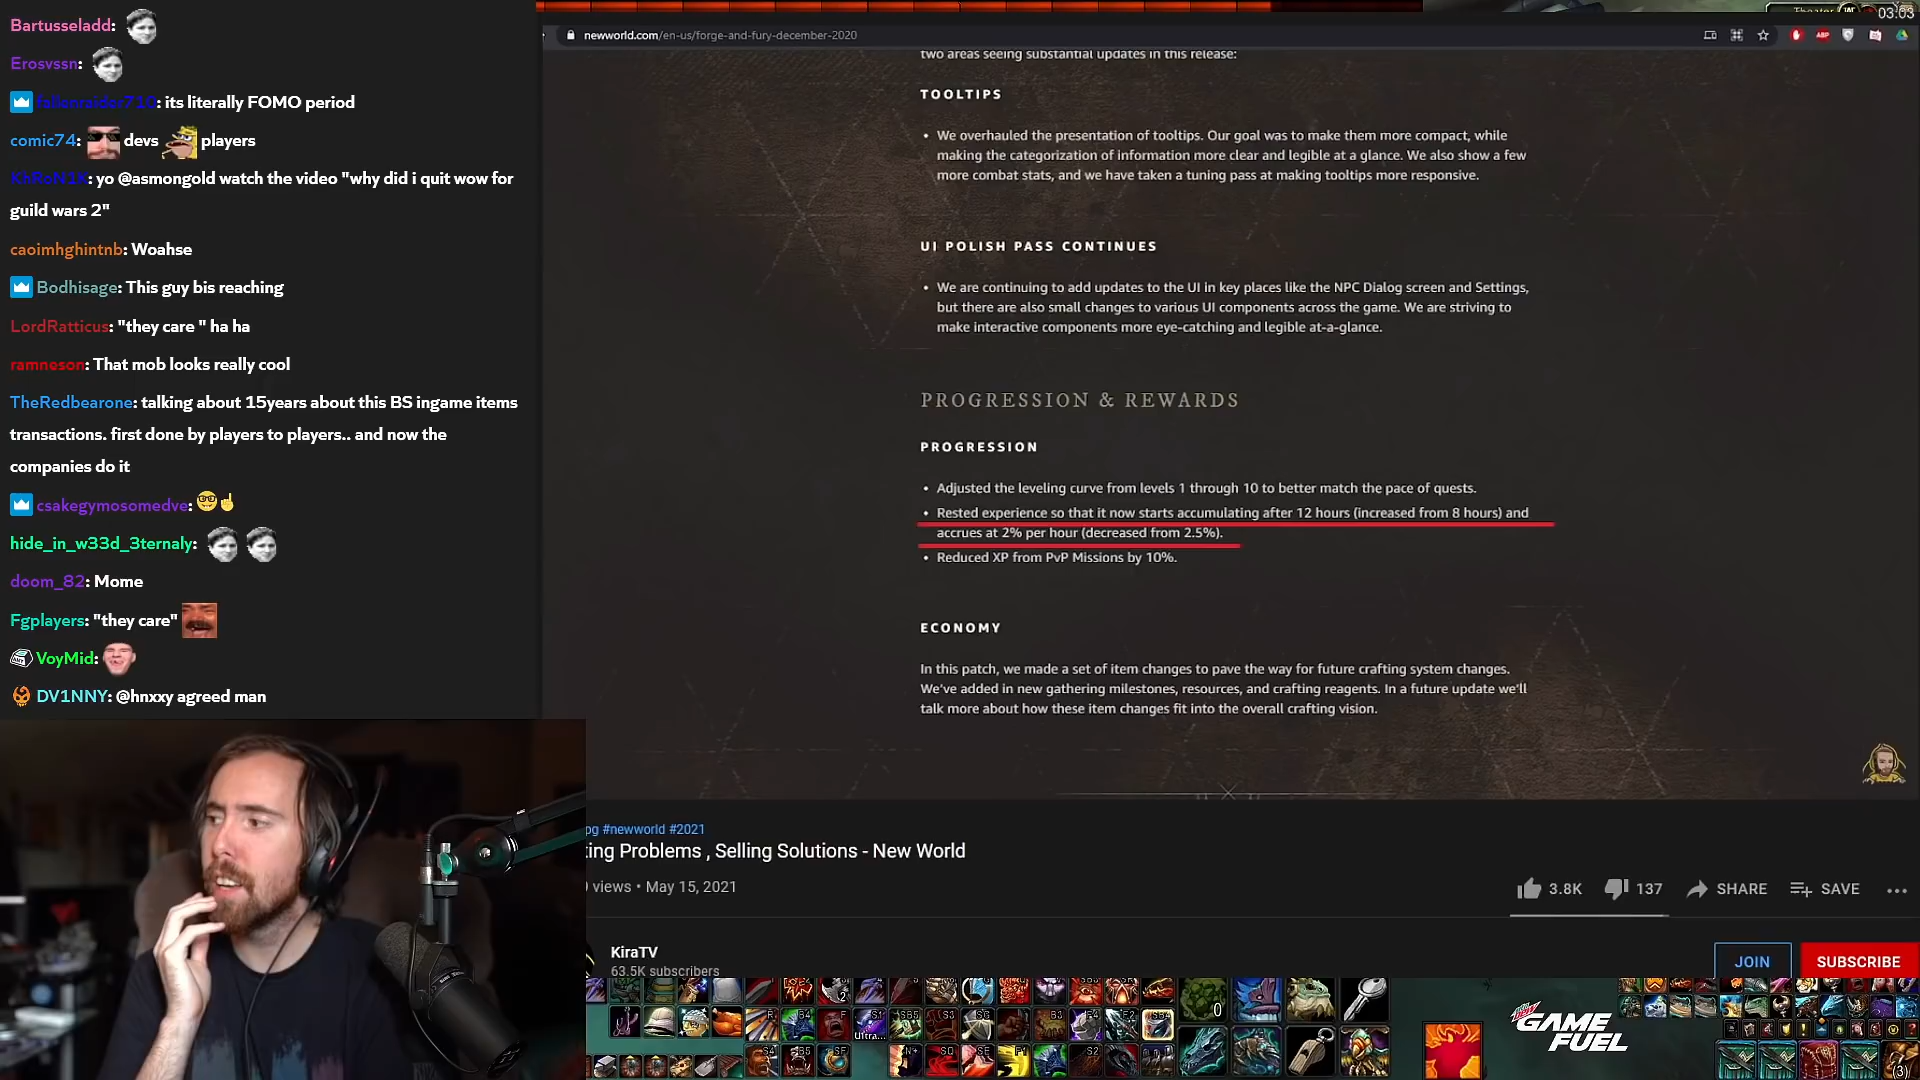 Bartusseladd:
Erosvssn:
fallenraider710: its literally FOMO period
comic74: devs players
KhRoN1K: yo @asmongold watch the video "why did i quit wow for
guild wars 2"
caoimhghintnb: Woahse
Bodhisage: This guy bis reaching
LordRatticus: "they care " ha ha
ramneson: That mob looks really cool
TheRedbearone: talking about 15years about this BS ingame items
transactions. first done by players to players.. and now the
companies do it
csakegymosomedve:
hide_in_w33d_3ternaly:
doom_82: Mome
Fgplayers: "they care"
VoyMid:
DV1NNY: @hnxxy agreed man
03:03
newworld.com/en-us/forge-and-fury-december-2020
ABP
two areas seeing substantial updates in this release:
TOOLTIPS
• We overhauled the presentation of tooltips. Our goal was to make them more compact, while
making the categorization of information more clear and legible at a glance. We also show a few
more combat stats, and we have taken a tuning pass at making tooltips more responsive.
UI POLISH PASS CONTINUES
• We are continuing to add updates to the UI in key places like the NPC Dialog screen and Settings,
but there are also small changes to various UI components across the game. We are striving to
make interactive components more eye-catching and legible at-a-glance.
PROGRESSION & REWARDS
PROGRESSION
• Adjusted the leveling curve from levels 1 through 10 to better match the pace of quests.
• Rested experience so that it now starts accumulating after 12 hours (increased from 8 hours) and
accrues at 2% per hour (decreased from 2.5%).
• Reduced XP from PvP Missions by 10%.
ECONOMY
In this patch, we made a set of item changes to pave the way for future crafting system changes.
We've added in new gathering milestones, resources, and crafting reagents. In a future update we'll
talk more about how these item changes fit into the overall crafting vision.
pg #newworld #2021
ing Problems , Selling Solutions - New World
views • May 15, 2021
3.8K 137 SHARE SAVE
KiraTV
63.5K subscribers
JOIN SUBSCRIBE
GAME
FUEL